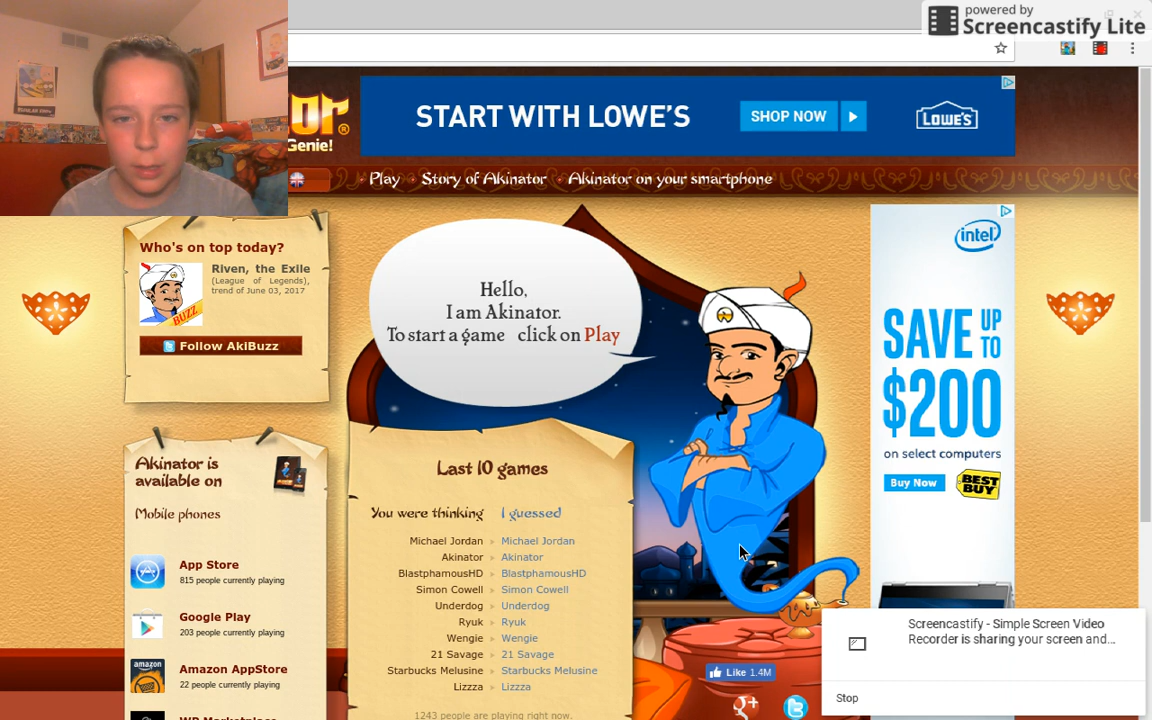 powered by
Screencastify Lite
or®
Genie!
START WITH LOWE'S
SHOP NOW
LOWE'S
Play
Story of Akinator
Akinator on your smartphone
Who's on top today?
Riven, the Exile
(League of Legends),
trend of June 03, 2017
BUZZ
Follow AkiBuzz
Hello,
I am Akinator.
To start a game click on Play
intel
SAVE UP
TO
$200
on select computers
Buy Now
BEST
BUY
Akinator is
available on
Mobile phones
App Store
815 people currently playing
Google Play
203 people currently playing
Amazon AppStore
22 people currently playing
Last 10 games
You were thinking I guessed
Michael Jordan Michael Jordan
Akinator Akinator
BlastphamousHD BlastphamousHD
Simon Cowell Simon Cowell
Underdog Underdog
Ryuk Ryuk
Wengie Wengie
21 Savage 21 Savage
Starbucks Melusine Starbucks Melusine
Lizzza Lizzza
1243 people are playing right now.
Like 1.4M
g+
Screencastify - Simple Screen Video
Recorder is sharing your screen and...
Stop